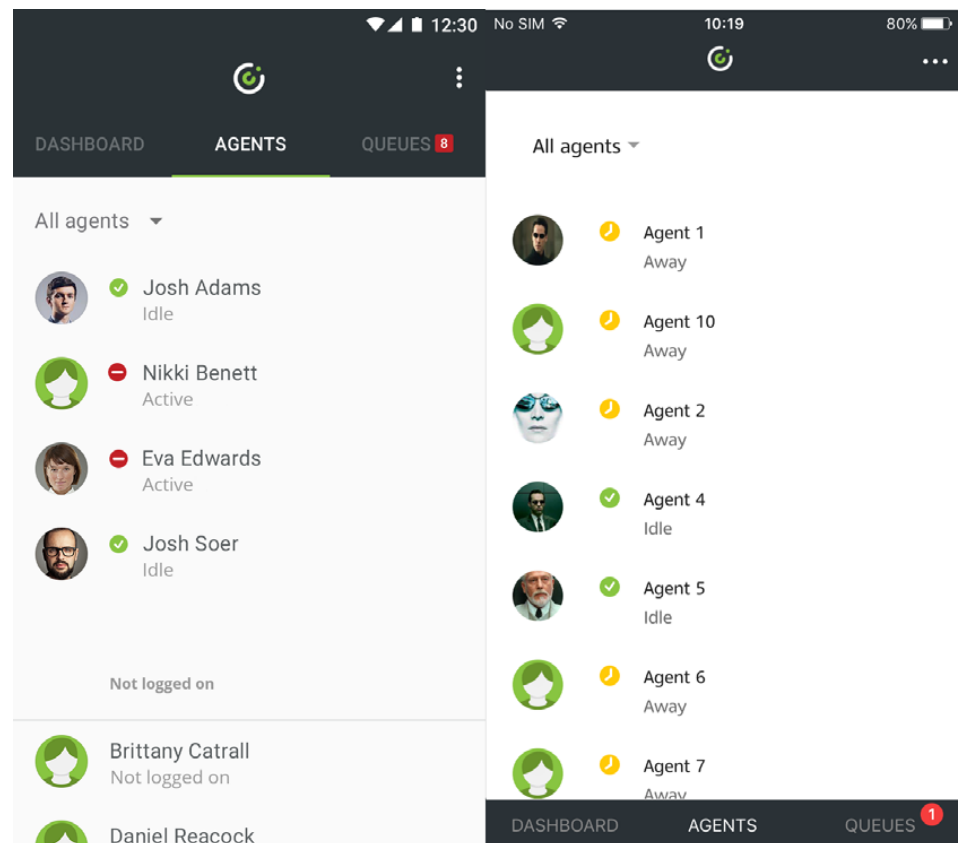 12:30
DASHBOARD AGENTS QUEUES 8
All agents
Josh Adams
Idle
Nikki Benett
Active
Eva Edwards
Active
Josh Soer
Idle
Not logged on
Brittany Catrall
Not logged on
Daniel Reacock
No SIM 10:19 80%
All agents
Agent 1
Away
Agent 10
Away
Agent 2
Away
Agent 4
Idle
Agent 5
Idle
Agent 6
Away
Agent 7
Away
DASHBOARD AGENTS QUEUES 1